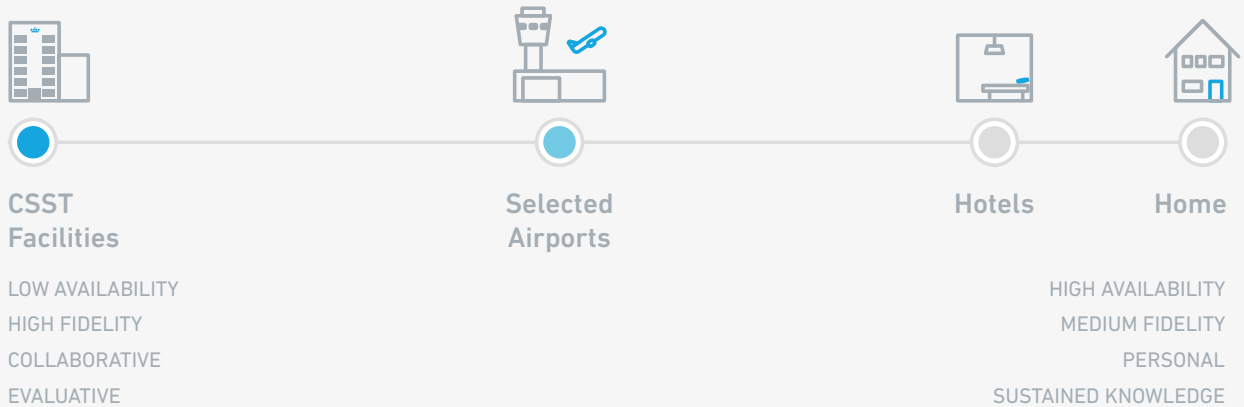 CSST
Facilities
Selected
Airports
Hotels
Home
LOW AVAILABILITY
HIGH FIDELITY
COLLABORATIVE
EVALUATIVE
HIGH AVAILABILITY
MEDIUM FIDELITY
PERSONAL
SUSTAINED KNOWLEDGE